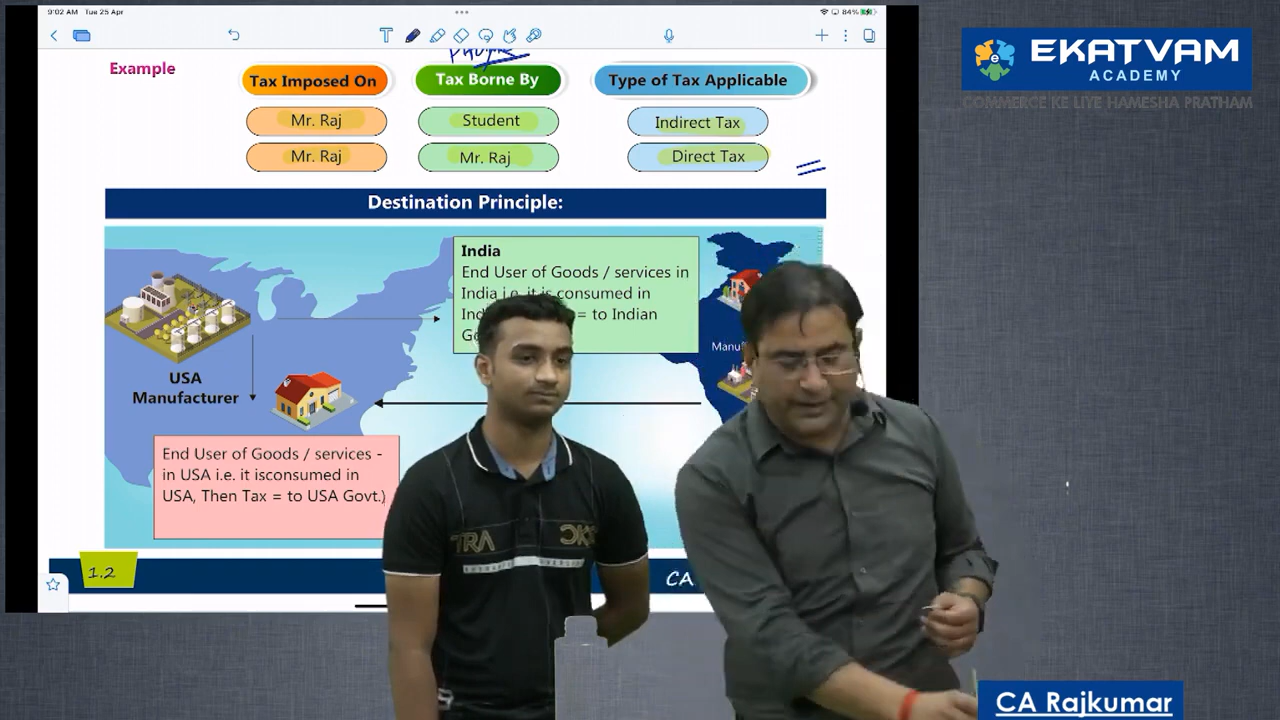 9:02 AM Tue 25 Apr
84%
Example
Tax Imposed On
Tax Borne By
Type of Tax Applicable
Mr. Raj
Student
Indirect Tax
Mr. Raj
Mr. Raj
Direct Tax
Destination Principle:
India
End User of Goods / services in
India i.e. it is consumed in
= to Indian
USA
Manufacturer
End User of Goods / services -
in USA i.e. it isconsumed in
USA, Then Tax = to USA Govt.)
1.2
CA
EKATVAM
ACADEMY
COMMERCE KE LIYE HAMESHA PRATHAM
CA Rajkumar